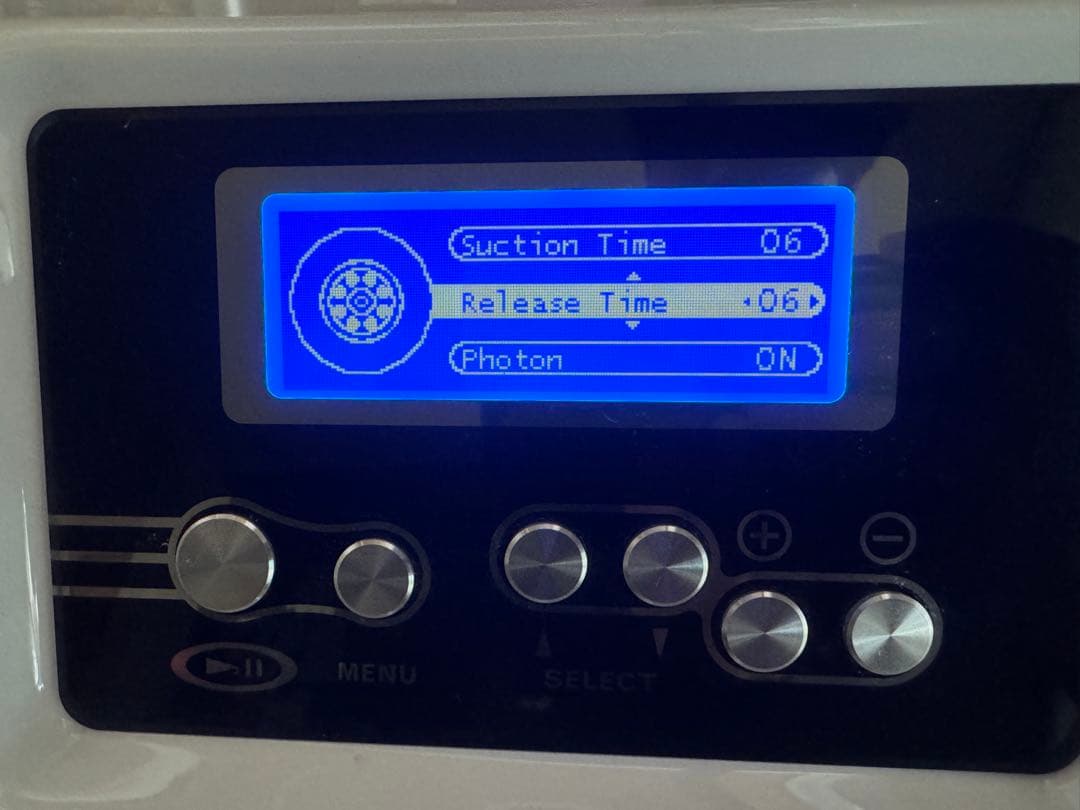 Suction Time 06
Release Time 06
Photon ON
MENU
SELECT